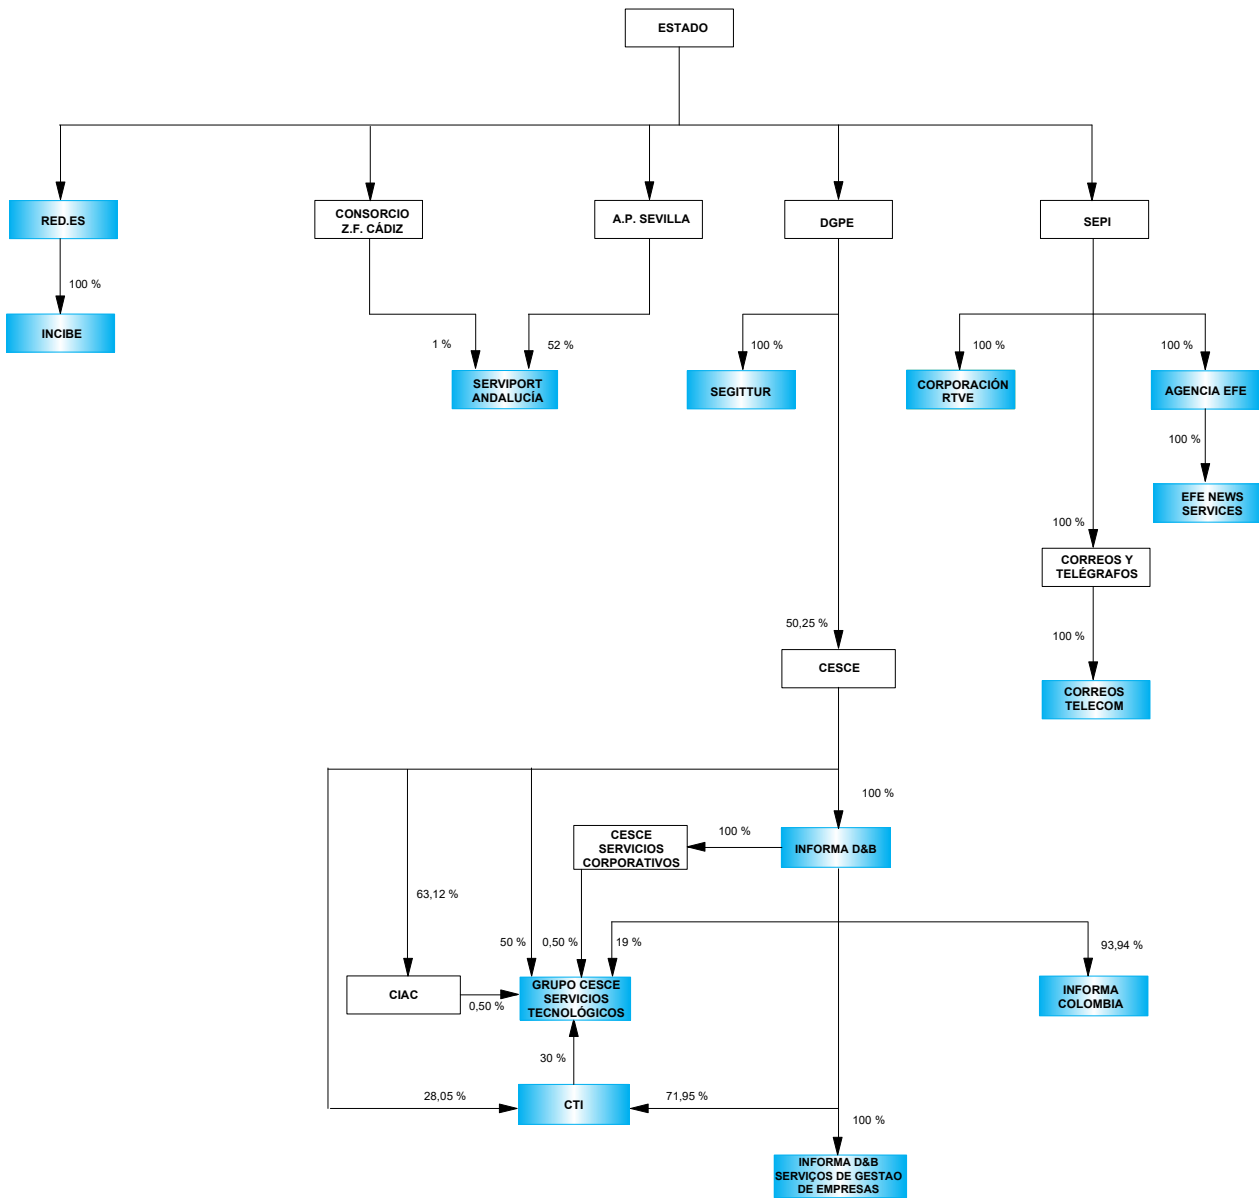 ESTADO
RED.ES
CONSORCIO
Z.F. CÁDIZ
A.P. SEVILLA
DGPE
SEPI
100 %
INCIBE
1 %
52 %
100 %
100 %
100 %
SERVIPORT
ANDALUCÍA
SEGITTUR
CORPORACIÓN
RTVE
AGENCIA EFE
100 %
EFE NEWS
SERVICES
100 %
CORREOS Y
TELÉGRAFOS
50,25 %
100 %
CESCE
CORREOS
TELECOM
100 %
CESCE
SERVICIOS
CORPORATIVOS
100 %
INFORMA D&B
63,12 %
50 %
0,50 %
19 %
93,94 %
CIAC
0,50 %
GRUPO CESCE
SERVICIOS
TECNOLÓGICOS
INFORMA
COLOMBIA
30 %
28,05 %
CTI
71,95 %
100 %
INFORMA D&B
SERVIÇOS DE GESTAO
DE EMPRESAS